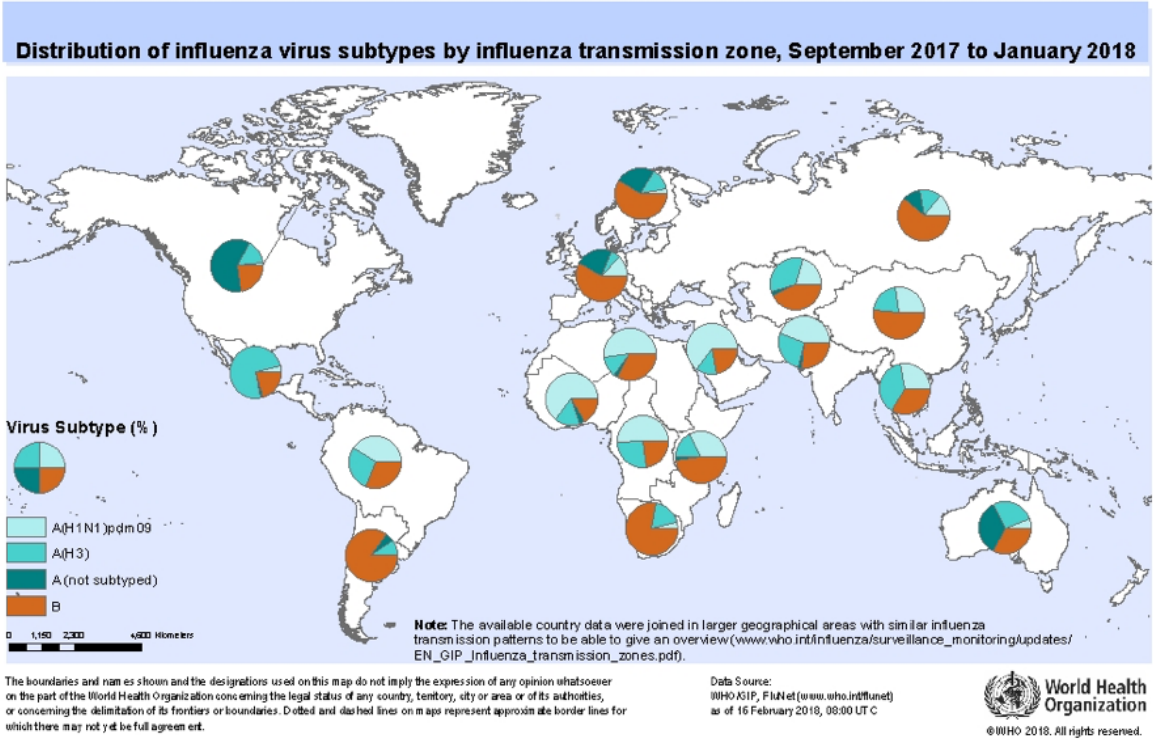 Distribution of influenza virus subtypes by influenza transmission zone, September 2017 to January 2018
Virus Subtype (%)
A(H1N1)pdm09
A(H3)
A (not subtyped)
B
0 1,150 2,300 4,600 Kilometers
Note: The available country data were joined in larger geographical areas with similar influenza
transmission patterns to be able to give an overview (www.who.int/influenza/surveillance_monitoring/updates/
EN_GIP_Influenza_transmission_zones.pdf).
The boundaries and names shown and the designations used on this map do not imply the expression of any opinion whatsoever
on the part of the World Health Organization concerning the legal status of any country, territory, city or area or of its authorities,
or concerning the delimitation of its frontiers or boundaries. Dotted and dashed lines on maps represent approximate border lines for
which there may not yet be full agreement.
Data Source:
WHO/GIP, FluNet (www.who.int/flunet)
as of 16 February 2018, 08:00 UTC
World Health
Organization
©WHO 2018. All rights reserved.